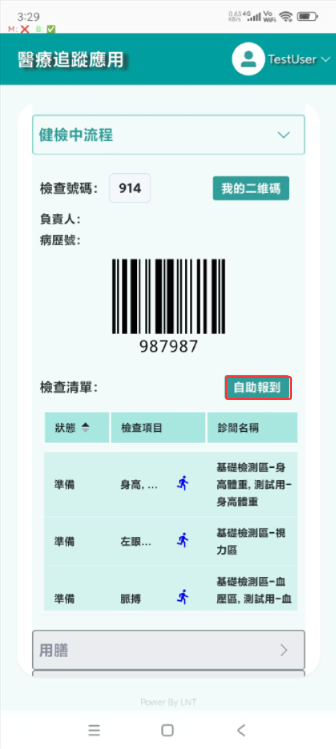 3:29
0.63 KB/s 4G Vo WiFi
M: B:
醫療追蹤應用
TestUser
健檢中流程
檢查號碼: 914
我的二維碼
負責人:
病歷號:
987987
檢查清單:
自助報到
狀態 檢查項目 診間名稱
準備 身高, ... 基礎檢測區-身
高體重, 測試用-
身高體重
準備 左眼... 基礎檢測區-視
力區
準備 脈搏 基礎檢測區-血
壓區, 測試用-血
用膳
Power By LNT